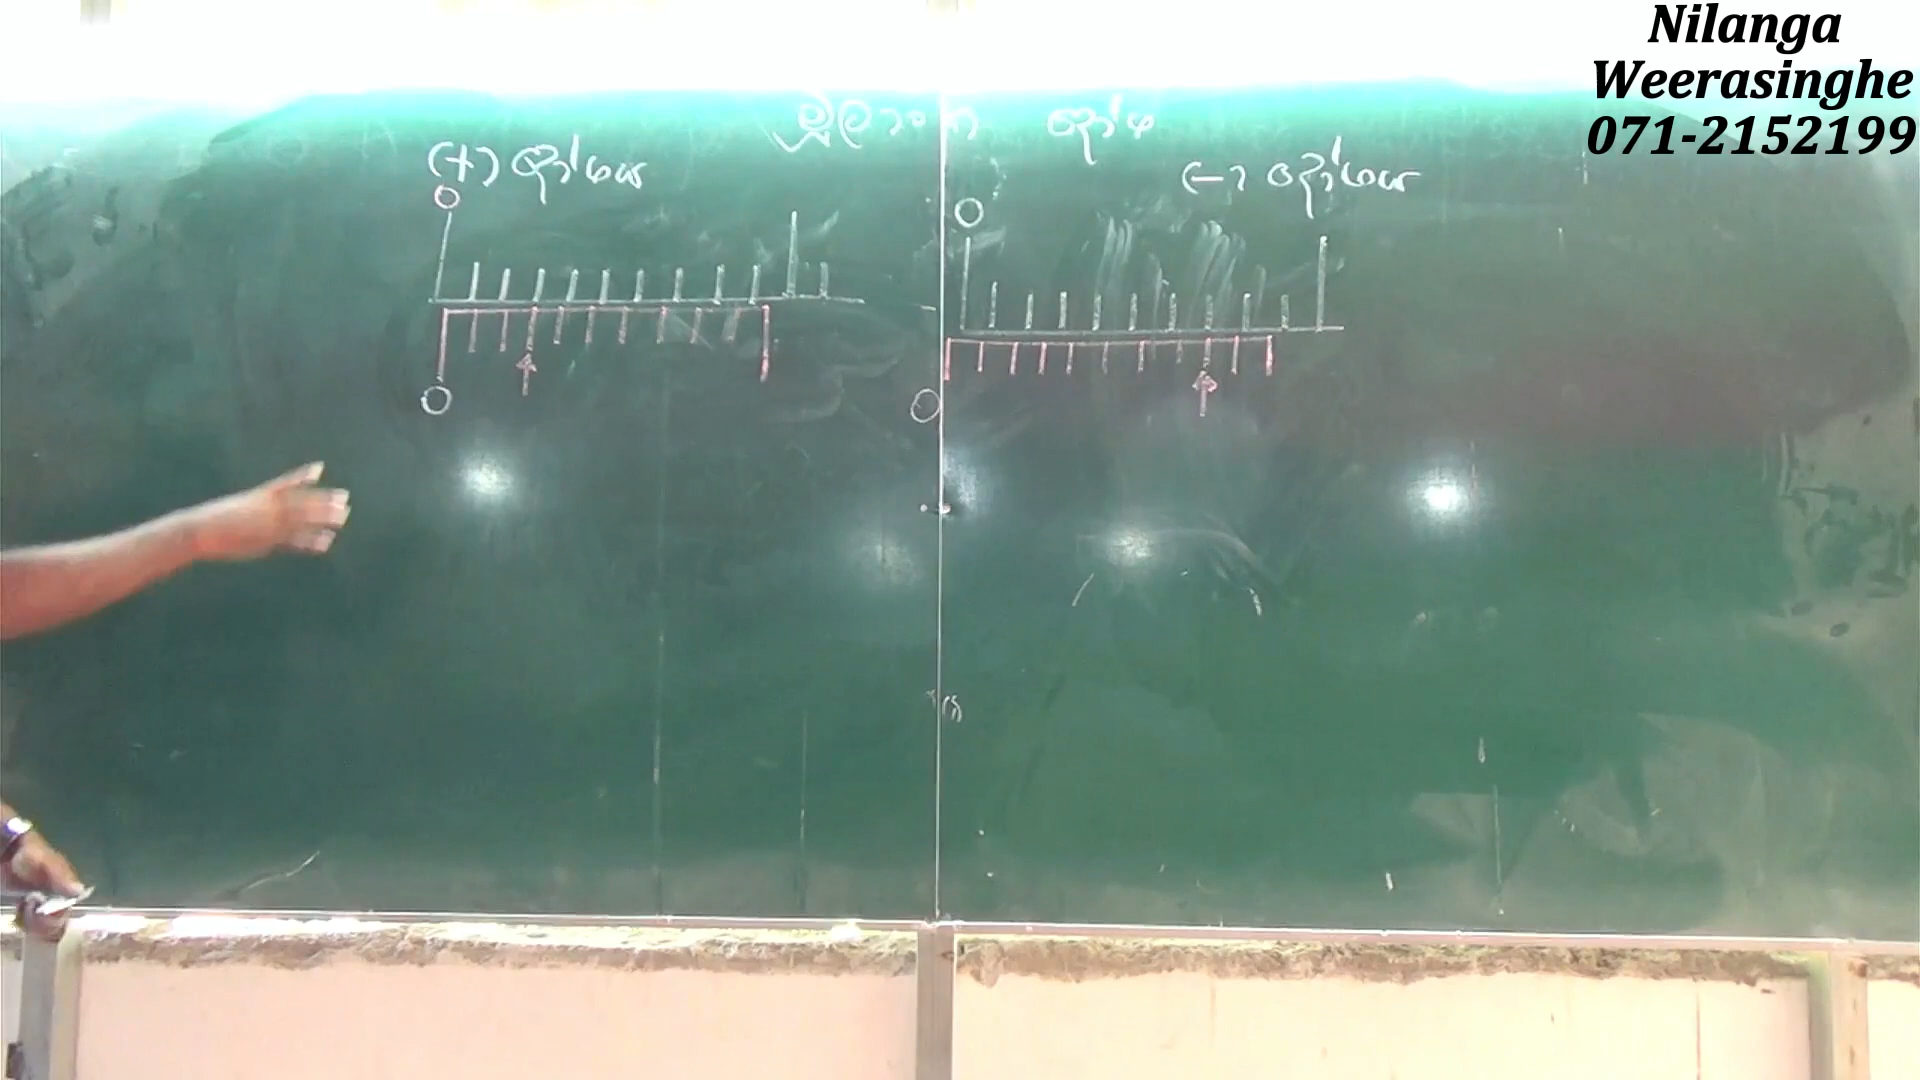 Nilanga
Weerasinghe
071-2152199
මූලාංක දෝෂ
(+) දෝෂය
(-) දෝෂය
0
0
0
0